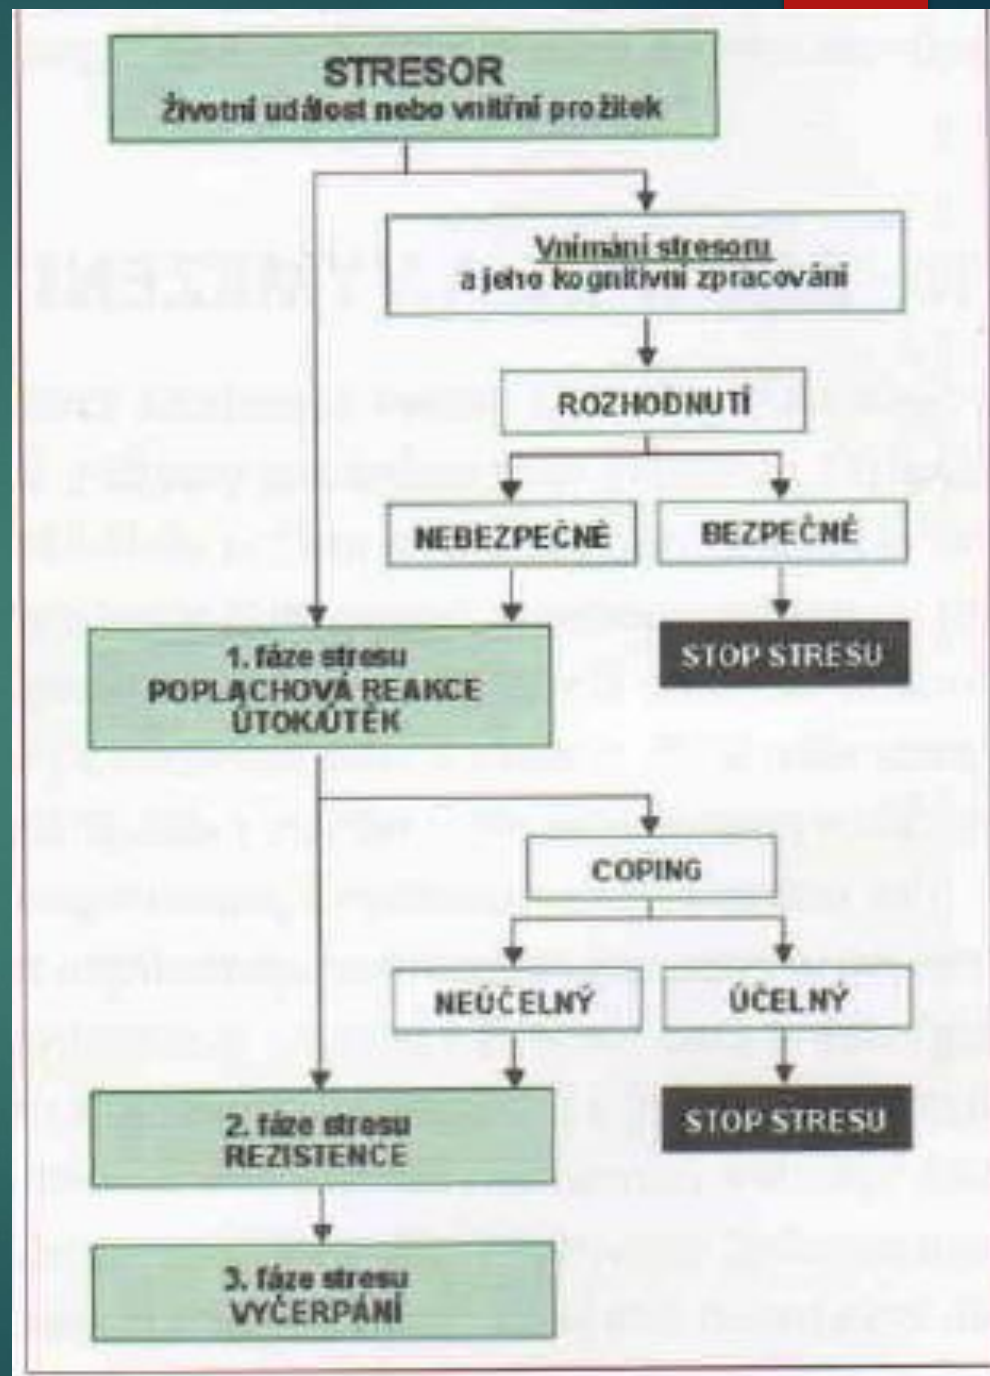 STRESOR
Životní událost nebo vnitřní prožitek
Vnímání stresoru
a jeho kognitivní zpracování
ROZHODNUTÍ
NEBEZPEČNÉ
BEZPEČNÉ
STOP STRESU
1. fáze stresu
POPLACHOVÁ REAKCE
ÚTOK/ÚTĚK
COPING
NEÚČELNÝ
ÚČELNÝ
STOP STRESU
2. fáze stresu
REZISTENCE
3. fáze stresu
VYČERPÁNÍ